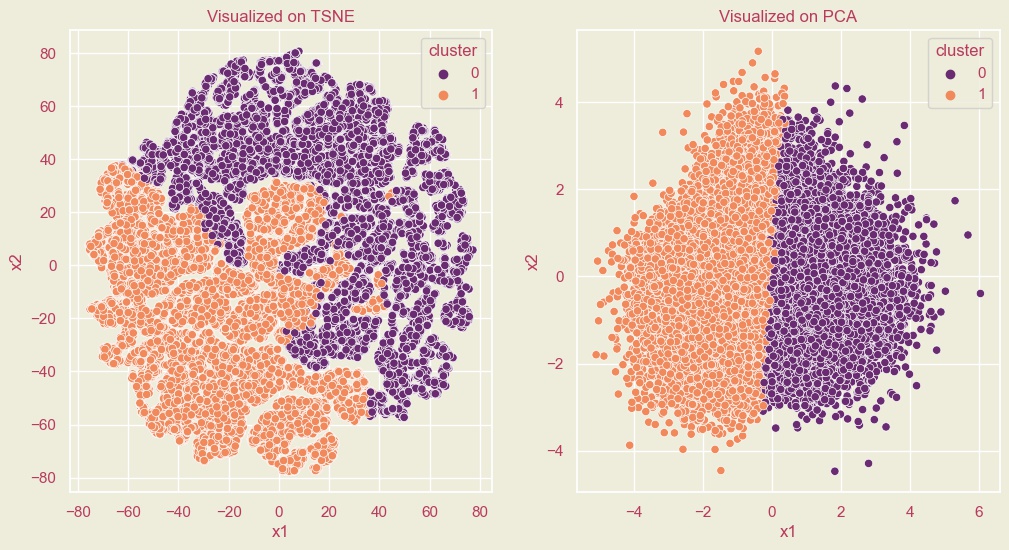 Visualized on TSNE
cluster
0
1
80
60
40
20
0
−20
−40
−60
−80
x2
−80 −60 −40 −20 0 20 40 60 80
x1
Visualized on PCA
cluster
0
1
4
2
0
−2
−4
x2
−4 −2 0 2 4 6
x1